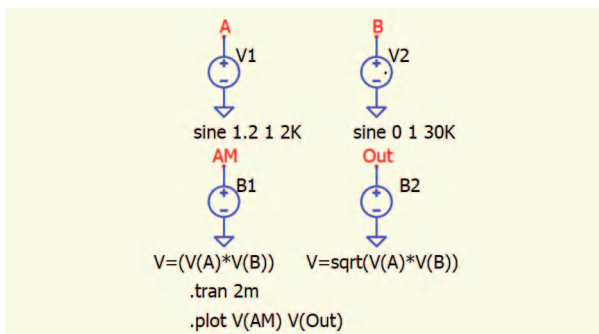 A B
V1 V2
sine 1.2 1 2K sine 0 1 30K
AM Out
B1 B2
V=(V(A)*V(B)) V=sqrt(V(A)*V(B))
.tran 2m
.plot V(AM) V(Out)